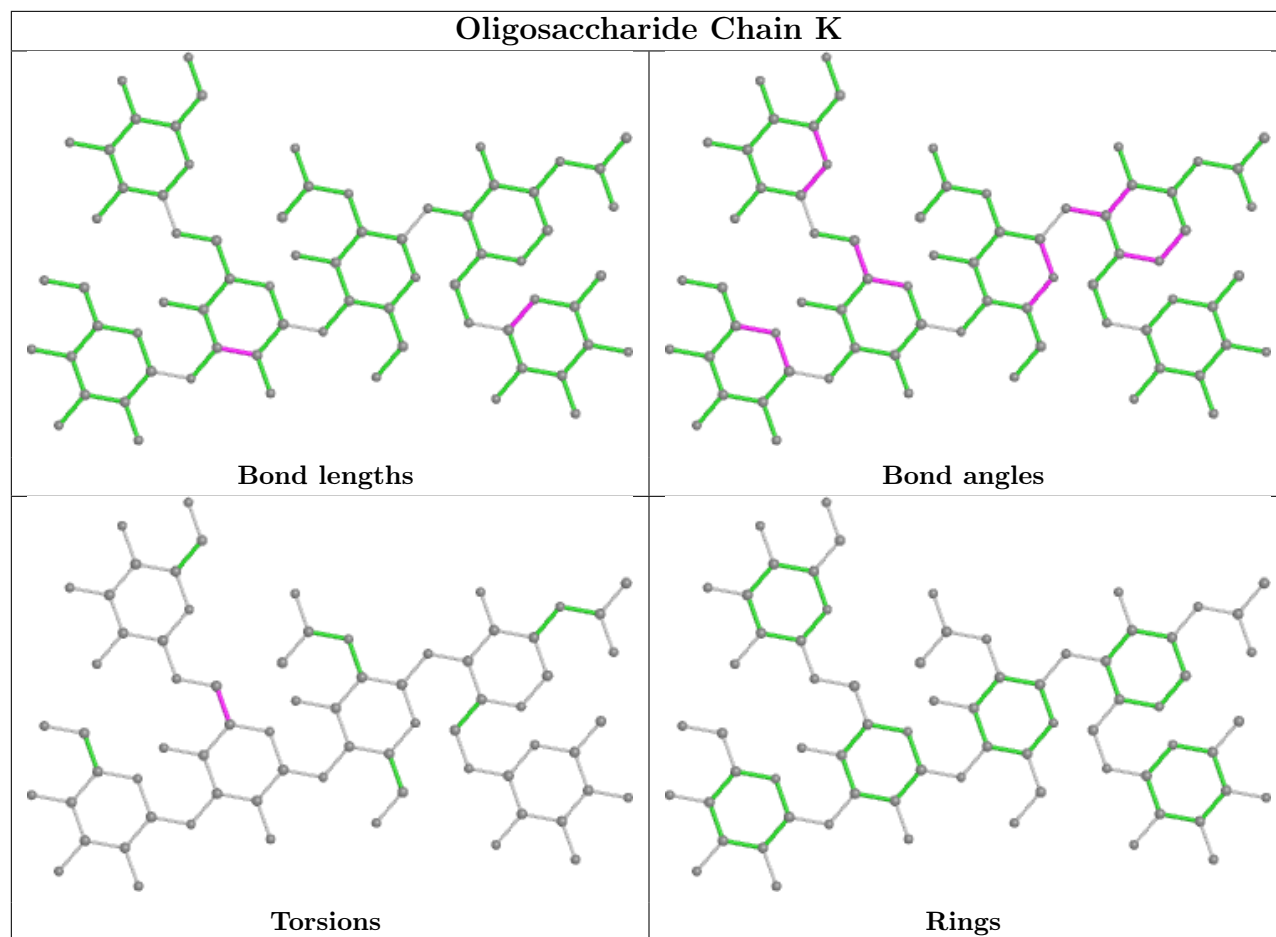 Oligosaccharide Chain K
Bond lengths
Bond angles
Torsions
Rings